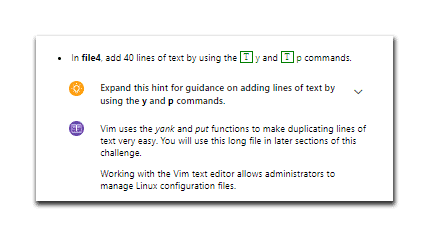 • In file4, add 40 lines of text by using the T y and T p commands.
Expand this hint for guidance on adding lines of text by
using the y and p commands.
Vim uses the yank and put functions to make duplicating lines of
text very easy. You will use this long file in later sections of this
challenge.
Working with the Vim text editor allows administrators to
manage Linux configuration files.